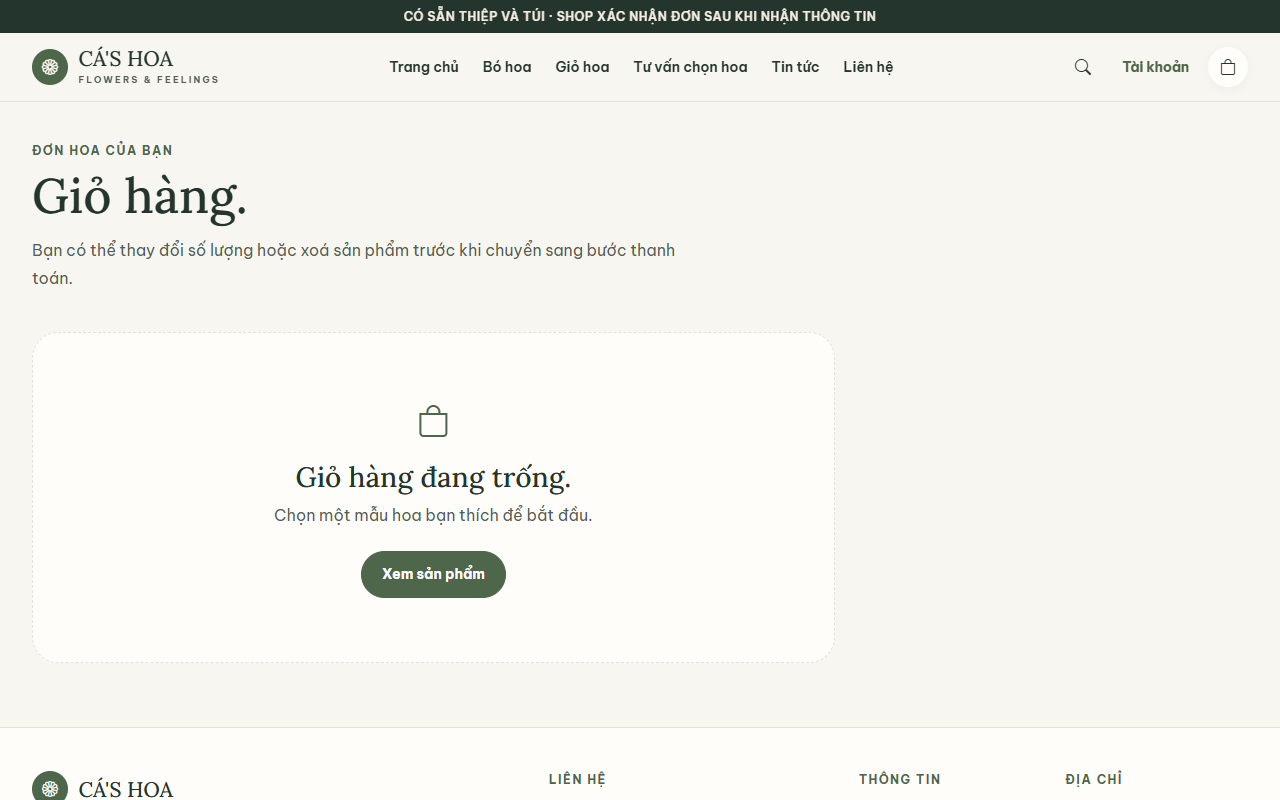 CÓ SẴN THIỆP VÀ TÚI · SHOP XÁC NHẬN ĐƠN SAU KHI NHẬN THÔNG TIN
CÁ'S HOA
FLOWERS & FEELINGS
Trang chủ
Bó hoa
Giỏ hoa
Tư vấn chọn hoa
Tin tức
Liên hệ
Tài khoản
ĐƠN HOA CỦA BẠN
Giỏ hàng.
Bạn có thể thay đổi số lượng hoặc xoá sản phẩm trước khi chuyển sang bước thanh
toán.
Giỏ hàng đang trống.
Chọn một mẫu hoa bạn thích để bắt đầu.
Xem sản phẩm
CÁ'S HOA
LIÊN HỆ
THÔNG TIN
ĐỊA CHỈ